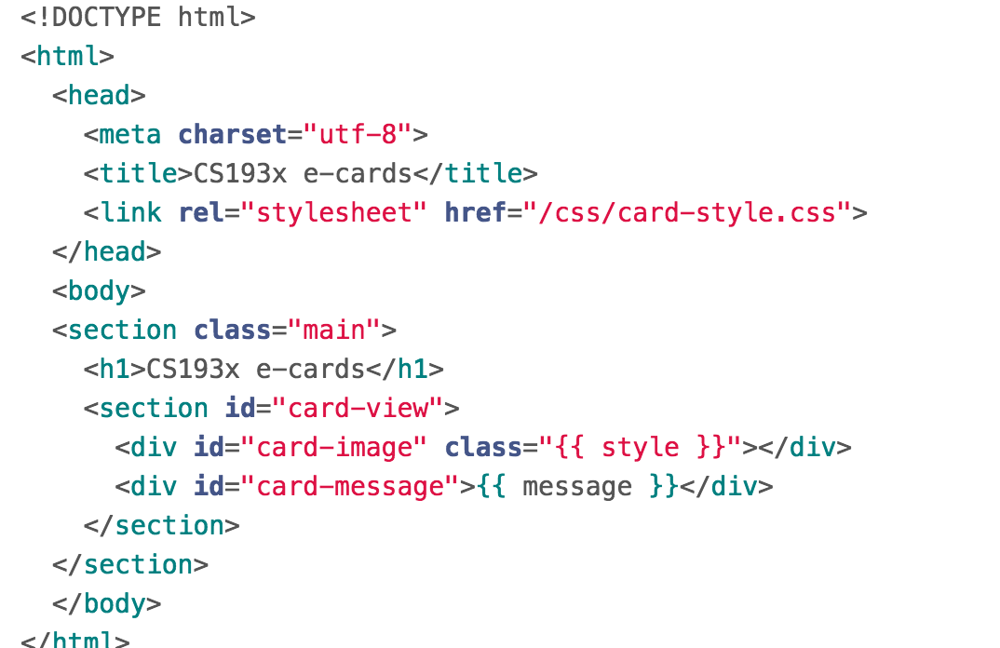 <!DOCTYPE html>
<html>
  <head>
    <meta charset="utf-8">
    <title>CS193x e-cards</title>
    <link rel="stylesheet" href="/css/card-style.css">
  </head>
  <body>
  <section class="main">
    <h1>CS193x e-cards</h1>
    <section id="card-view">
      <div id="card-image" class="{{ style }}"></div>
      <div id="card-message">{{ message }}</div>
    </section>
  </section>
  </body>
</html>